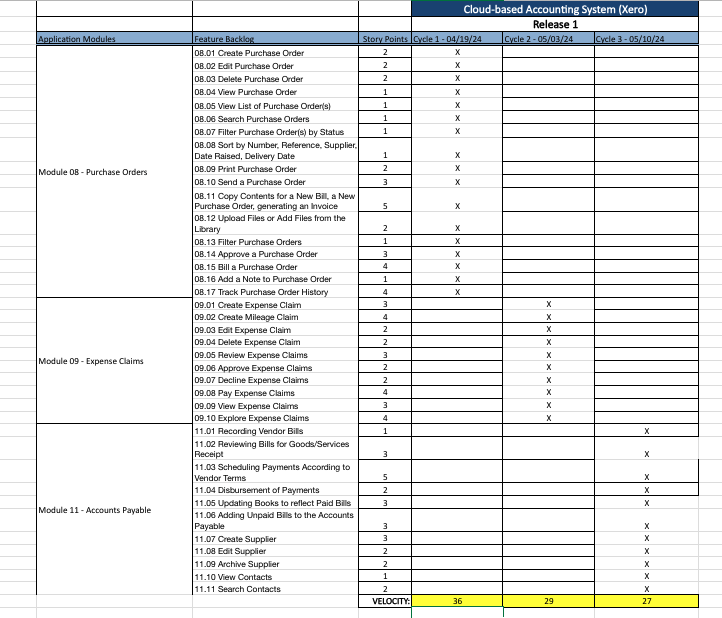 Cloud-based Accounting System (Xero)
Release 1
Application Modules Feature Backlog Story Points Cycle 1 - 04/19/24 Cycle 2 - 05/03/24 Cycle 3 - 05/10/24
08.01 Create Purchase Order 2 X
08.02 Edit Purchase Order 2 X
08.03 Delete Purchase Order 2 X
08.04 View Purchase Order 1 X
08.05 View List of Purchase Order(s) 1 X
08.06 Search Purchase Orders 1 X
08.07 Filter Purchase Order(s) by Status 1 X
08.08 Sort by Number, Reference, Supplier,
Date Raised, Delivery Date 1 X
08.09 Print Purchase Order 2 X
Module 08 - Purchase Orders
08.10 Send a Purchase Order 3 X
08.11 Copy Contents for a New Bill, a New
Purchase Order, generating an Invoice 5 X
08.12 Upload Files or Add Files from the
Library 2 X
08.13 Filter Purchase Orders 1 X
08.14 Approve a Purchase Order 3 X
08.15 Bill a Purchase Order 4 X
08.16 Add a Note to Purchase Order 1 X
08.17 Track Purchase Order History 4 X
09.01 Create Expense Claim 3 X
09.02 Create Mileage Claim 4 X
09.03 Edit Expense Claim 2 X
09.04 Delete Expense Claim 2 X
09.05 Review Expense Claims 3 X
Module 09 - Expense Claims
09.06 Approve Expense Claims 2 X
09.07 Decline Expense Claims 2 X
09.08 Pay Expense Claims 4 X
09.09 View Expense Claims 3 X
09.10 Explore Expense Claims 4 X
11.01 Recording Vendor Bills 1 X
11.02 Reviewing Bills for Goods/Services
Receipt 3 X
11.03 Scheduling Payments According to
Vendor Terms 5 X
11.04 Disbursement of Payments 2 X
11.05 Updating Books to reflect Paid Bills 3 X
Module 11 - Accounts Payable
11.06 Adding Unpaid Bills to the Accounts
Payable 3 X
11.07 Create Supplier 3 X
11.08 Edit Supplier 2 X
11.09 Archive Supplier 2 X
11.10 View Contacts 1 X
11.11 Search Contacts 2 X
VELOCITY: 36 29 27